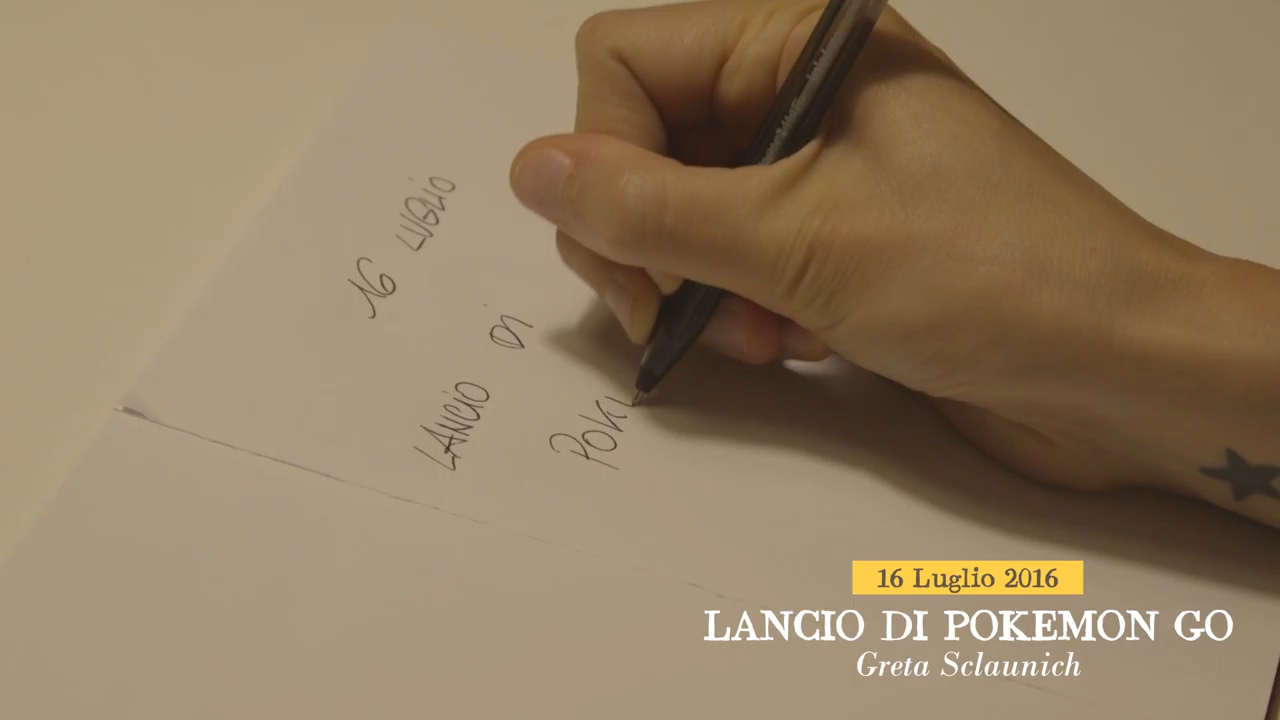 16 LUGLIO
LANCIO DI
POK
16 Luglio 2016
LANCIO DI POKEMON GO
Greta Sclaunich